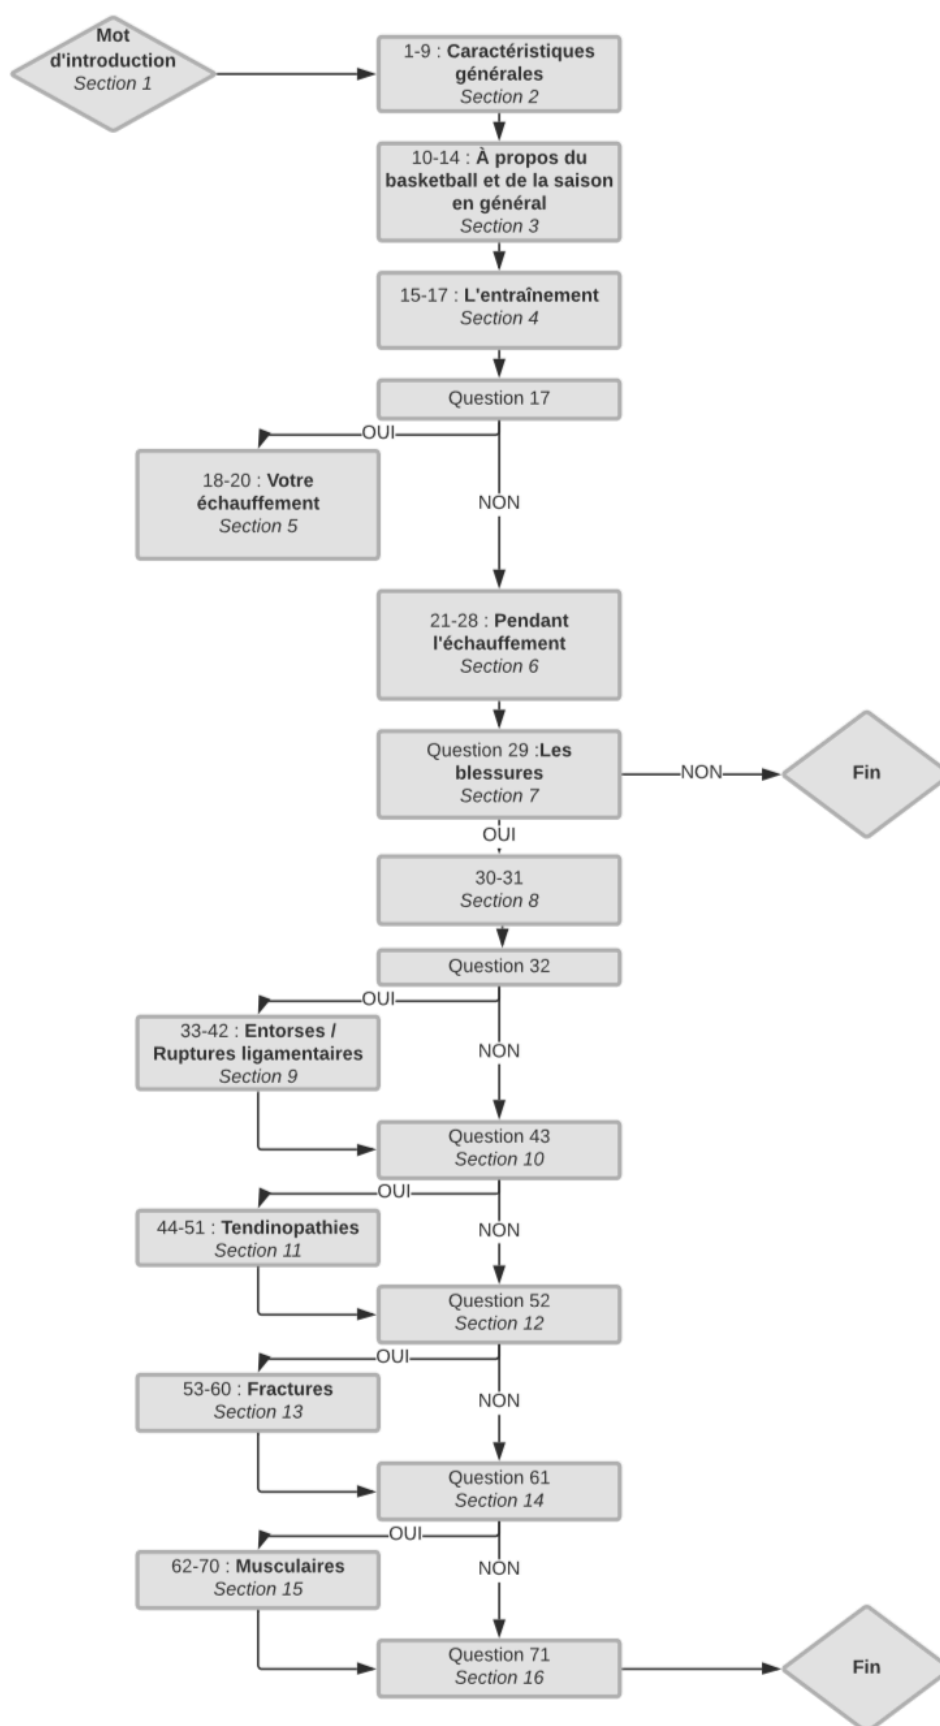 Mot
d'introduction
Section 1
1-9 : Caractéristiques
générales
Section 2
10-14 : À propos du
basketball et de la saison
en général
Section 3
15-17 : L'entraînement
Section 4
Question 17
OUI
18-20 : Votre
échauffement
Section 5
NON
21-28 : Pendant
l'échauffement
Section 6
Question 29 :Les
blessures
Section 7
NON
Fin
OUI
30-31
Section 8
Question 32
OUI
33-42 : Entorses /
Ruptures ligamentaires
Section 9
NON
Question 43
Section 10
OUI
44-51 : Tendinopathies
Section 11
NON
Question 52
Section 12
OUI
53-60 : Fractures
Section 13
NON
Question 61
Section 14
OUI
62-70 : Musculaires
Section 15
NON
Question 71
Section 16
Fin